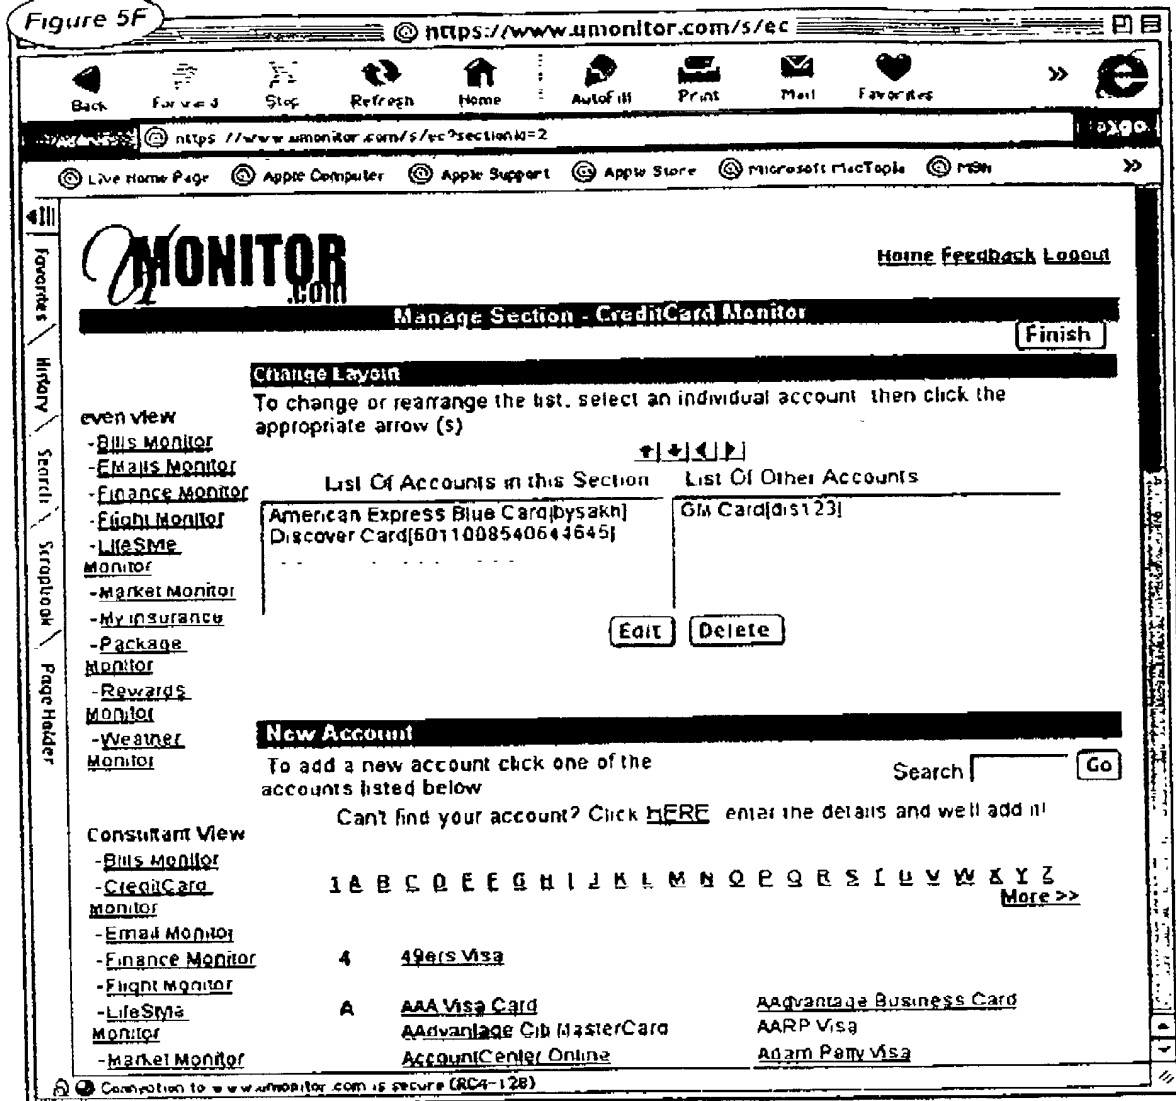 Figure 5F
https://www.umonitor.com/s/ec
Back Forward Stop Refresh Home AutoFill Print Mail Favorites
https://www.umonitor.com/s/ec?sectionid=2 go
Live Home Page Apple Computer Apple Support Apple Store Microsoft MacTopia MSN
Favorites History Search Scrapbook Page Holder
UMONITOR.com
Home Feedback Logout
Manage Section - CreditCard Monitor
Finish
Change Layout
To change or rearrange the list, select an individual account then click the
appropriate arrow (s)
List Of Accounts in this Section List Of Other Accounts
American Express Blue Card[bysakh] GM Card[dis123]
Discover Card[6011008540644645]
Edit Delete
even view
-Bills Monitor
-EMails Monitor
-Finance Monitor
-Flight Monitor
-LifeStyle
Monitor
-Market Monitor
-My Insurance
-Package
Monitor
-Rewards
Monitor
-Weather
Monitor
New Account
To add a new account click one of the
accounts listed below
Search Go
Can't find your account? Click HERE enter the details and we'll add it!
Consultant View
-Bills Monitor
-CreditCard
Monitor
-Email Monitor
-Finance Monitor
-Flight Monitor
-LifeStyle
Monitor
-Market Monitor
1 A B C D E F G H I J K L M N O P Q R S T U V W X Y Z
More >>
4 49ers Visa
A AAA Visa Card AAdvantage Business Card
AAdvantage Citi MasterCard AARP Visa
AccountCenter Online Adam Petty Visa
Connection to www.umonitor.com is secure (RC4-128)